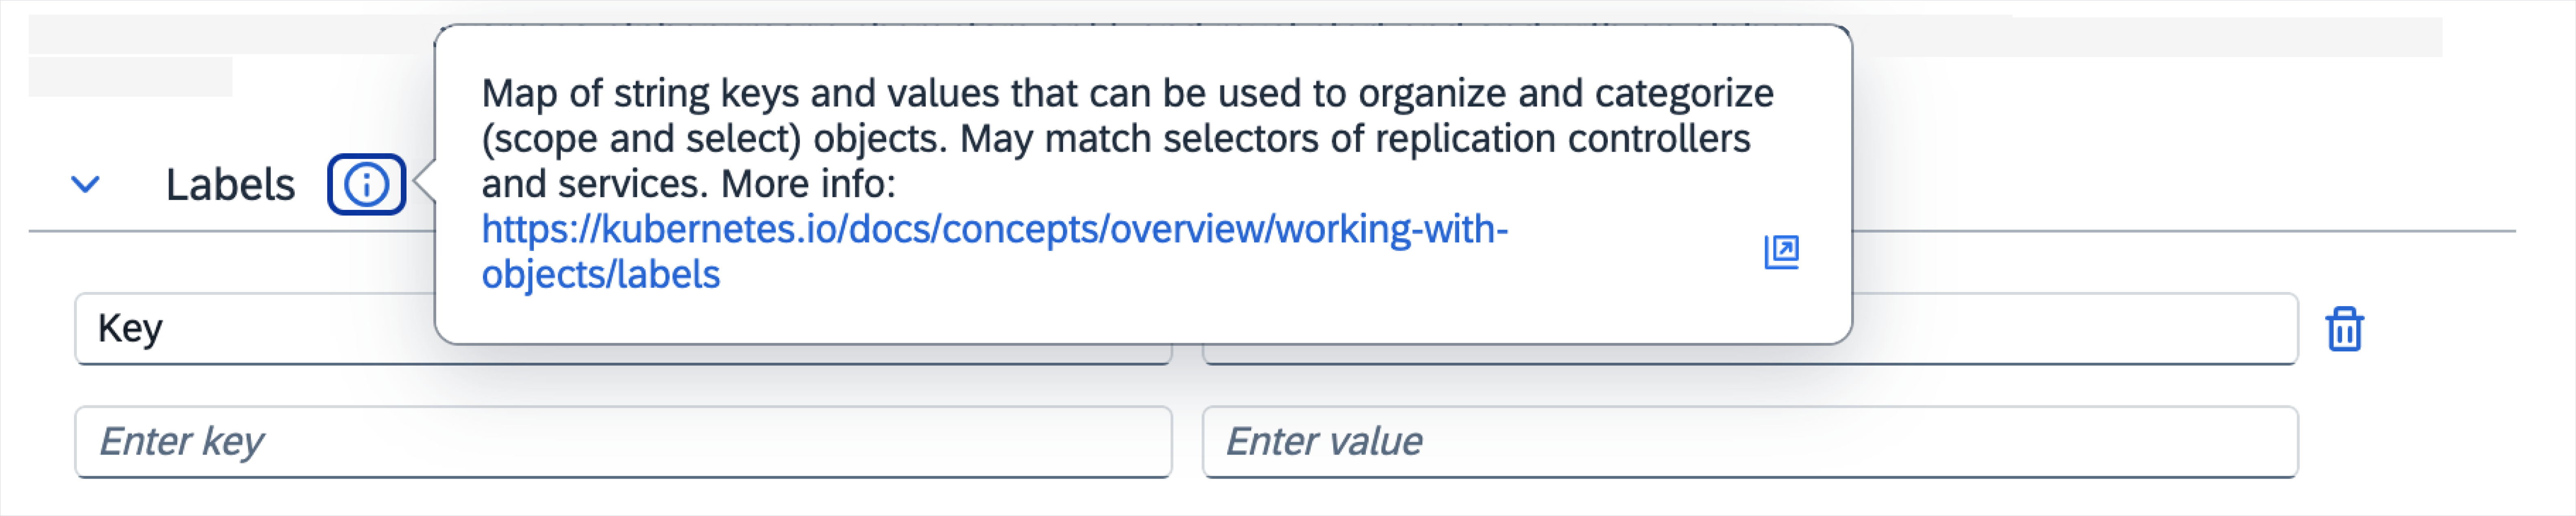 Map of string keys and values that can be used to organize and categorize
(scope and select) objects. May match selectors of replication controllers
and services. More info:
https://kubernetes.io/docs/concepts/overview/working-with-
objects/labels
Labels
Key
Enter key
Enter value